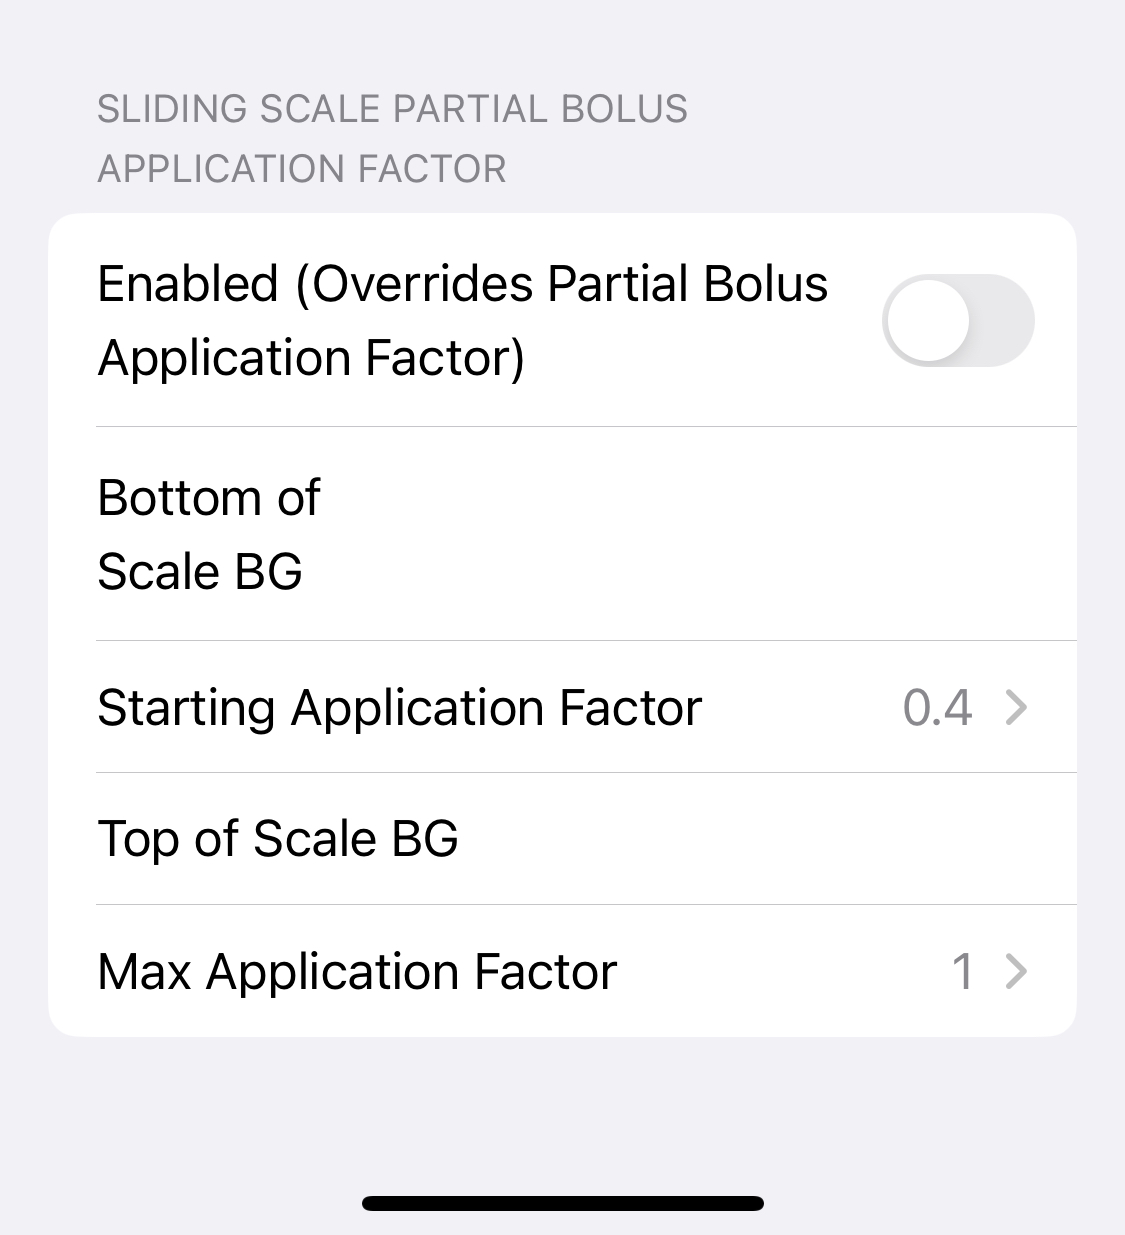 SLIDING SCALE PARTIAL BOLUS
APPLICATION FACTOR
Enabled (Overrides Partial Bolus
Application Factor)
Bottom of
Scale BG
Starting Application Factor 0.4
Top of Scale BG
Max Application Factor 1